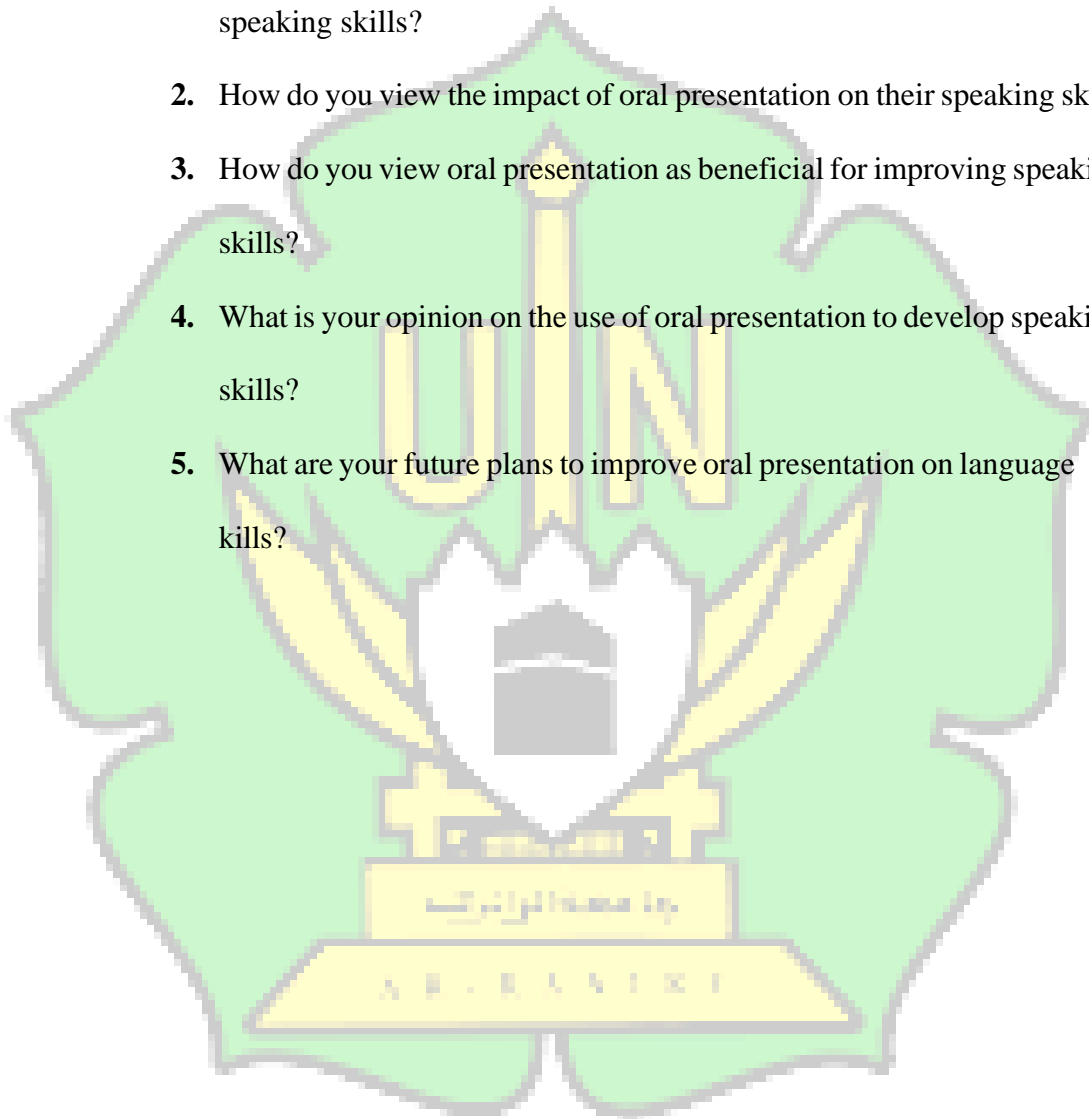 speaking skills?
2. How do you view the impact of oral presentation on their speaking sk
3. How do you view oral presentation as beneficial for improving speaki
skills?
4. What is your opinion on the use of oral presentation to develop speaki
skills?
5. What are your future plans to improve oral presentation on language
kills?
UIN
A R - R A N I R Y